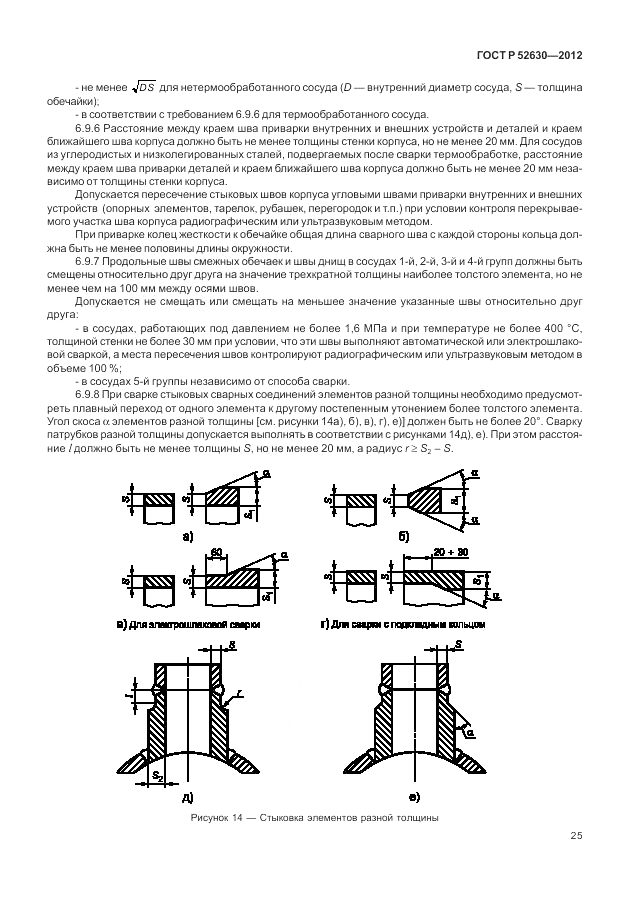 ГОСТ Р 52630—2012
- не менее √DS для нетермообработанного сосуда (D — внутренний диаметр сосуда, S — толщина
обечайки);
- в соответствии с требованием 6.9.6 для термообработанного сосуда.
6.9.6 Расстояние между краем шва приварки внутренних и внешних устройств и деталей и краем
ближайшего шва корпуса должно быть не менее толщины стенки корпуса, но не менее 20 мм. Для сосудов
из углеродистых и низколегированных сталей, подвергаемых после сварки термообработке, расстояние
между краем шва приварки деталей и краем ближайшего шва корпуса должно быть не менее 20 мм неза-
висимо от толщины стенки корпуса.
Допускается пересечение стыковых швов корпуса угловыми швами приварки внутренних и внешних
устройств (опорных элементов, тарелок, рубашек, перегородок и т.п.) при условии контроля перекрывае-
мого участка шва корпуса радиографическим или ультразвуковым методом.
При приварке колец жесткости к обечайке общая длина сварного шва с каждой стороны кольца дол-
жна быть не менее половины длины окружности.
6.9.7 Продольные швы смежных обечаек и швы днищ в сосудах 1-й, 2-й, 3-й и 4-й групп должны быть
смещены относительно друг друга на значение трехкратной толщины наиболее толстого элемента, но не
менее чем на 100 мм между осями швов.
Допускается не смещать или смещать на меньшее значение указанные швы относительно друг
друга:
- в сосудах, работающих под давлением не более 1,6 МПа и при температуре не более 400 °С,
толщиной стенки не более 30 мм при условии, что эти швы выполняют автоматической или электрошлако-
вой сваркой, а места пересечения швов контролируют радиографическим или ультразвуковым методом в
объеме 100 %;
- в сосудах 5-й группы независимо от способа сварки.
6.9.8 При сварке стыковых сварных соединений элементов разной толщины необходимо предусмот-
реть плавный переход от одного элемента к другому постепенным утонением более толстого элемента.
Угол скоса α элементов разной толщины [см. рисунки 14а), б), в), г), е)] должен быть не более 20°. Сварку
патрубков разной толщины допускается выполнять в соответствии с рисунками 14д), е). При этом расстоя-
ние l должно быть не менее толщины S, но не менее 20 мм, а радиус r ≥ S₂ – S.
S S S₁ α
а)
S S S₁ α α
б)
S S 60 S₁ α
в) Для электрошлаковой сварки
S S 20 ÷ 30 S₁ α
г) Для сварки с подкладным кольцом
S l r S₂
д)
S α
е)
Рисунок 14 — Стыковка элементов разной толщины
25